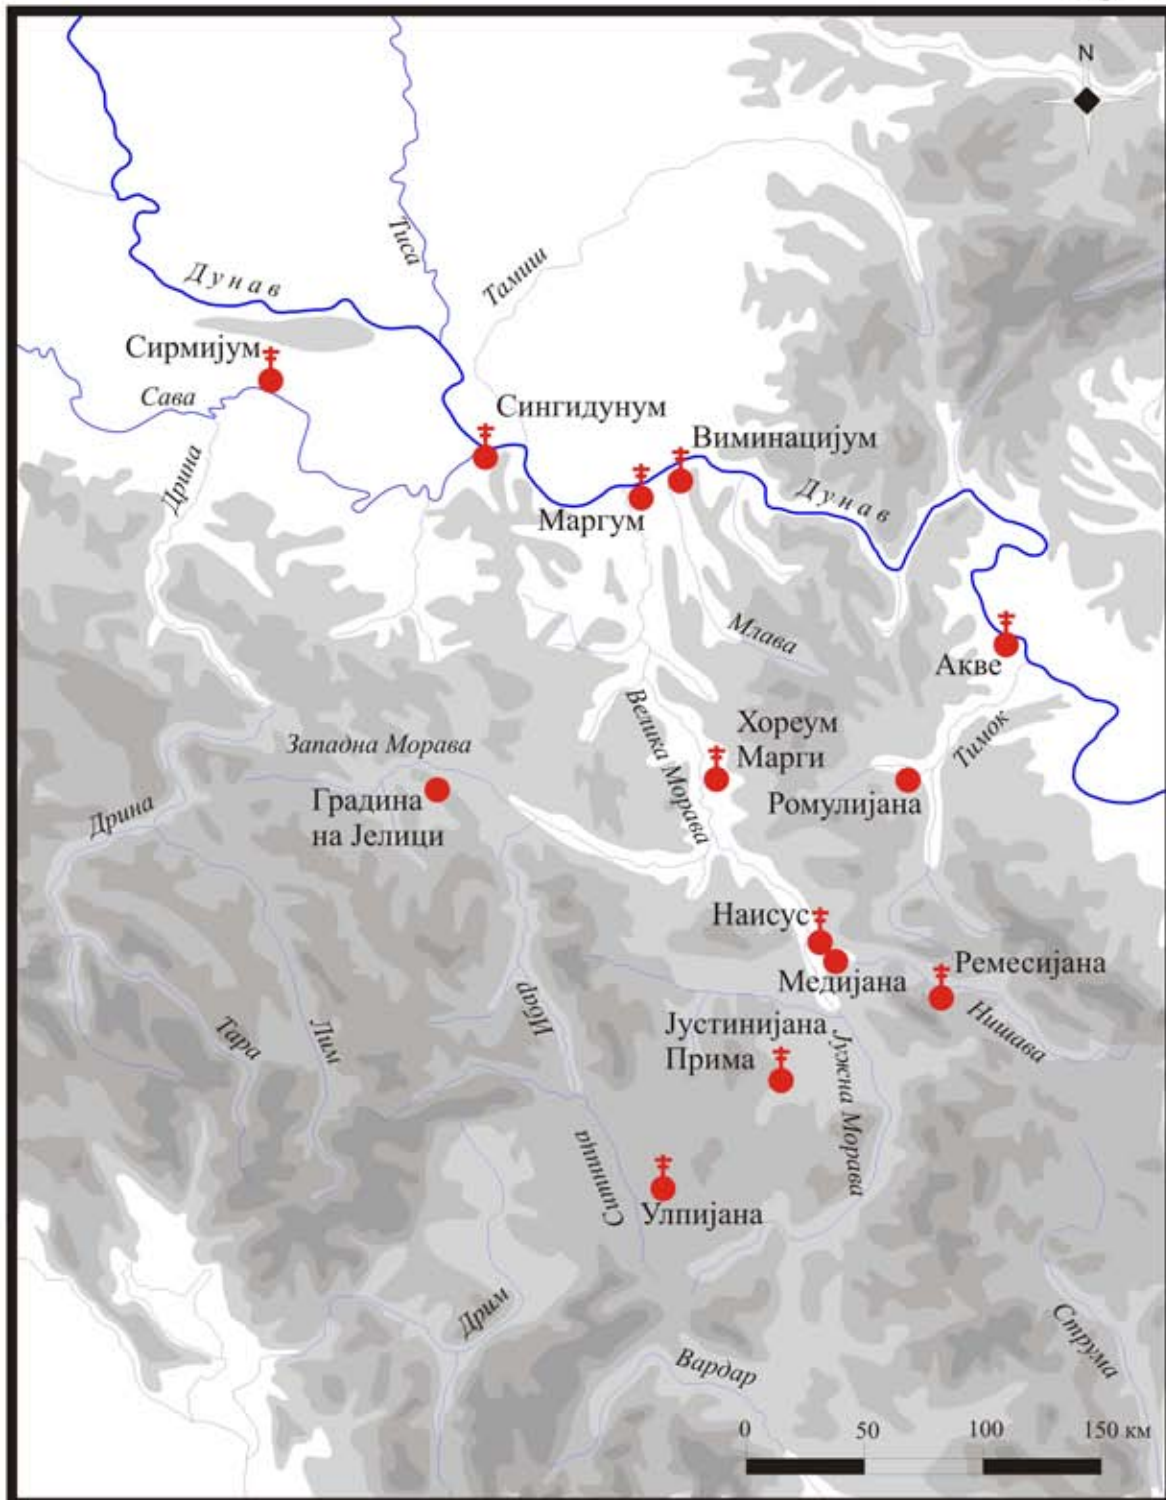 N
Тиса
Тамиш
Дунав
Сирмијум
Сава
Сингидунум
Виминацијум
Дрина
Дунав
Маргум
Млава
Акве
Велика Морава
Хореум
Марги
Западна Морава
Тимок
Градина
на Јелици
Ромулијана
Дрина
Наисус
Ремесијана
Медијана
Ибар
Јустинијана
Прима
Нишава
Тара
Лим
Јужна Морава
Ситница
Улпијана
Дрим
Струма
Вардар
0 50 100 150 км